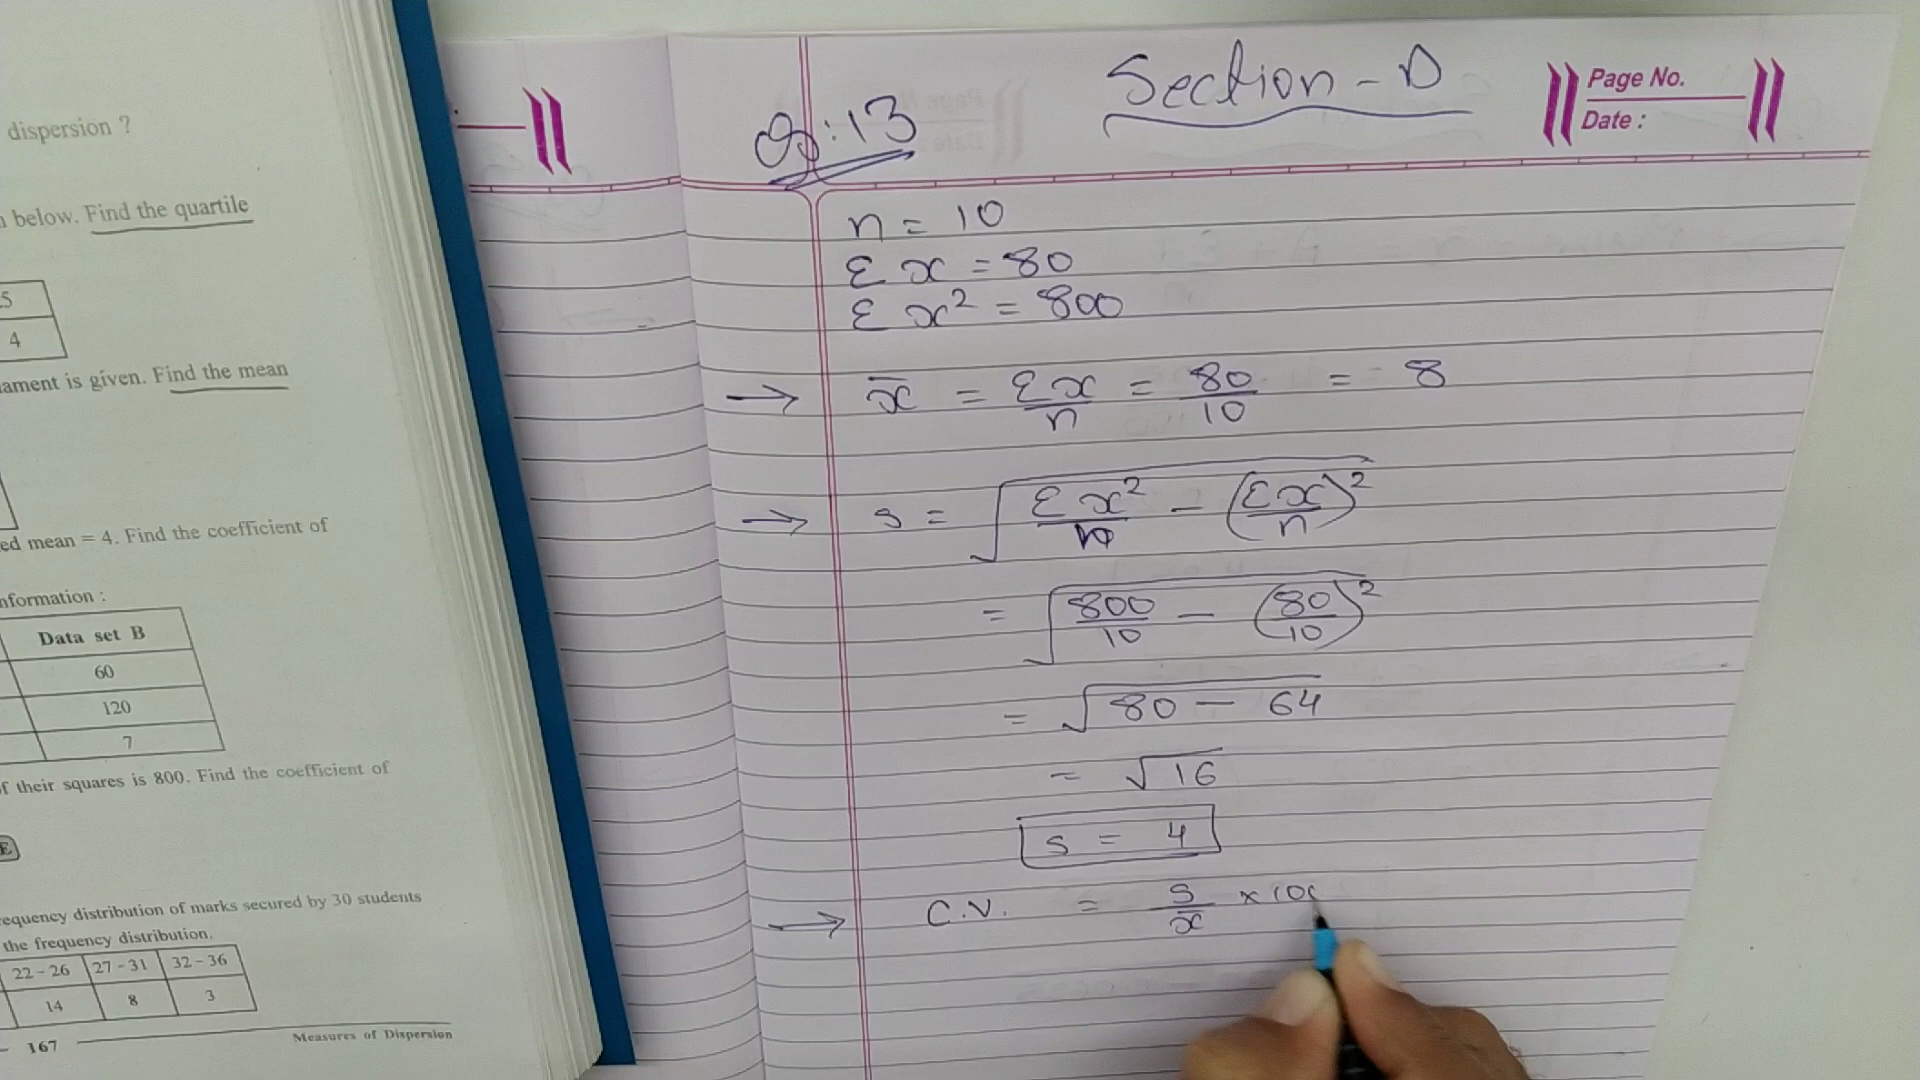 dispersion ?
below. Find the quartile
5
4
ament is given. Find the mean
ed mean = 4. Find the coefficient of
nformation :
Data set B
60
120
7
f their squares is 800. Find the coefficient of
E
equency distribution of marks secured by 30 students
the frequency distribution.
22 - 26 27 - 31 32 - 36
14 8 3
167 Measures of Dispersion
Section - D
Page No.
Date :
Q:13
n = 10
Σx = 80
Σx² = 800
→ x̄ = Σx/n = 80/10 = 8
→ s = √(Σx²/n - (Σx/n)²)
= √(800/10 - (80/10)²)
= √(80 - 64)
= √16
s = 4
→ C.V. = s/x̄ × 100